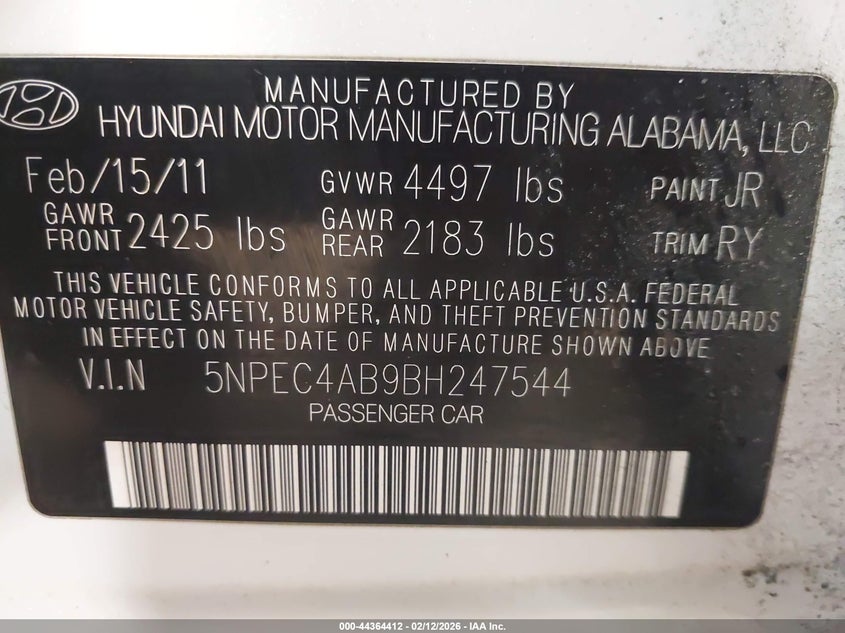 MANUFACTURED BY
HYUNDAI MOTOR MANUFACTURING ALABAMA, LLC
Feb/15/11 GVWR 4497 lbs PAINT JR
GAWR FRONT 2425 lbs GAWR REAR 2183 lbs TRIM RY
THIS VEHICLE CONFORMS TO ALL APPLICABLE U.S.A. FEDERAL
MOTOR VEHICLE SAFETY, BUMPER, AND THEFT PREVENTION STANDARDS
IN EFFECT ON THE DATE OF MANUFACTURE SHOWN ABOVE
V.I.N 5NPEC4AB9BH247544
PASSENGER CAR
000-44364412 - 02/12/2026 - IAA Inc.